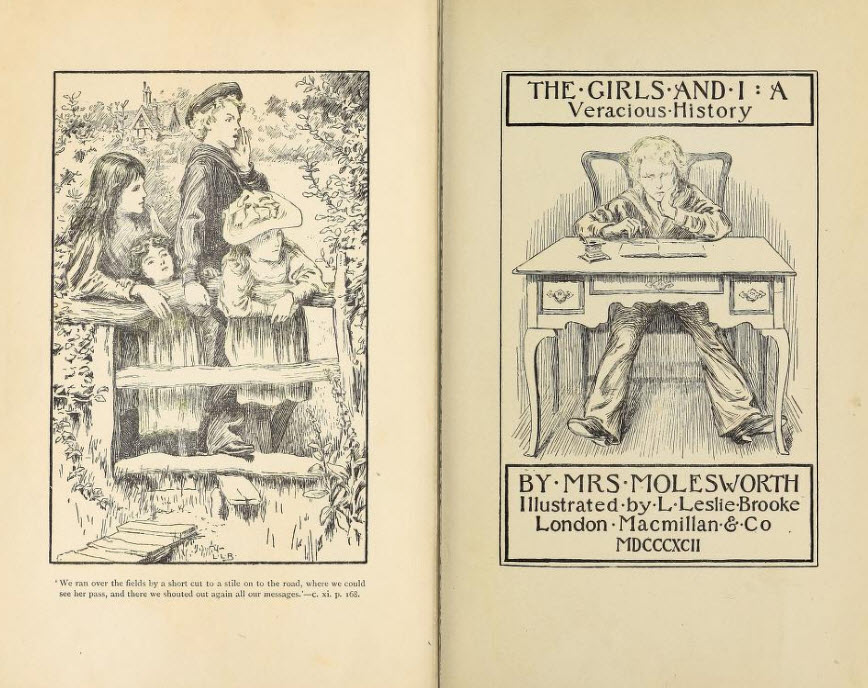 L.L.B.
'We ran over the fields by a short cut to a stile on to the road, where we could
see her pass, and there we shouted out again all our messages.'—c. xi. p. 168.
THE·GIRLS·AND·I : A
Veracious·History
BY·MRS·MOLESWORTH
Illustrated·by·L·Leslie·Brooke
London·Macmillan·&·Co
MDCCCXCII